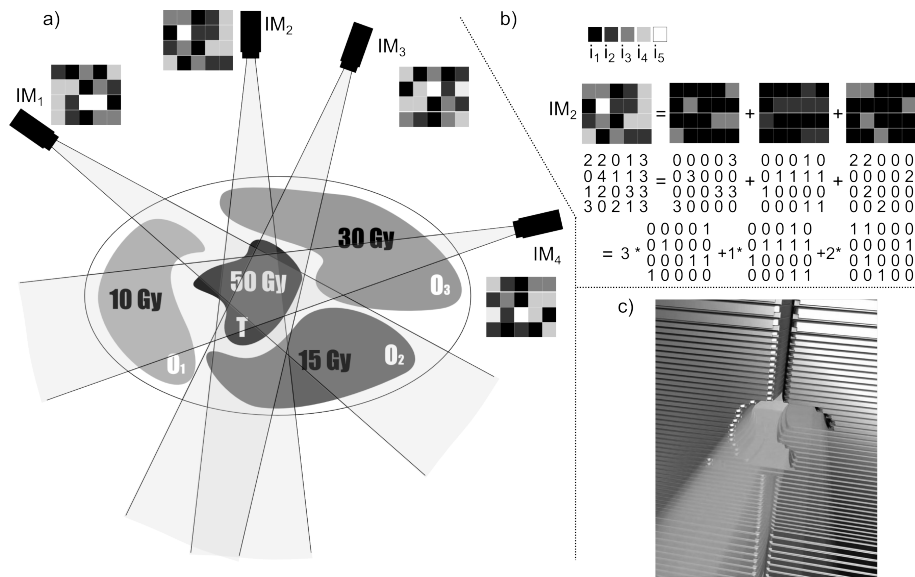 a)
b)
IM₂
IM₃
IM₁
i₁ i₂ i₃ i₄ i₅
IM₂ = + +
2 2 0 1 3 0 0 0 0 3 0 0 0 1 0 2 2 0 0 0
0 4 1 1 3 = 0 3 0 0 0 + 0 1 1 1 1 + 0 0 0 0 2
1 2 0 3 3 0 0 0 3 3 1 0 0 0 0 0 2 0 0 0
3 0 2 1 3 3 0 0 0 0 0 0 0 1 1 0 0 2 0 0
0 0 0 0 1 0 0 0 1 0 1 1 0 0 0
= 3 * 0 1 0 0 0 +1* 0 1 1 1 1 +2* 0 0 0 0 1
0 0 0 1 1 1 0 0 0 0 0 1 0 0 0
1 0 0 0 0 0 0 0 1 1 0 0 1 0 0
30 Gy
IM₄
50 Gy
10 Gy
O₃
T
15 Gy
O₂
O₁
c)